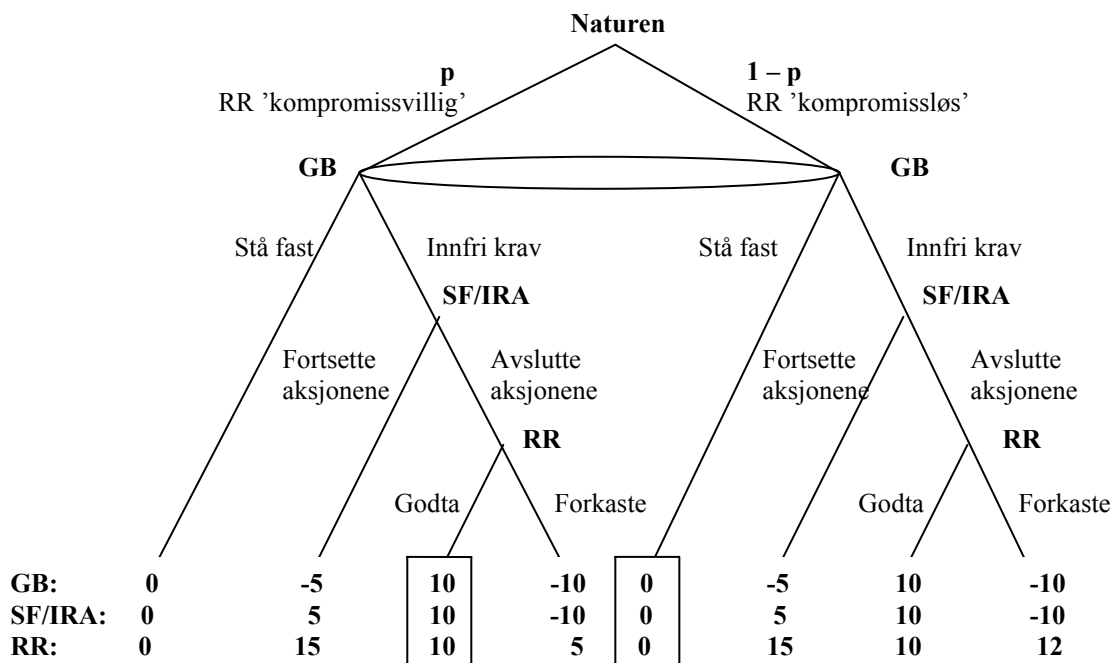 Naturen
p 1 – p
RR ’kompromissvillig’ RR ’kompromissløs’
GB GB
Stå fast Innfri krav Stå fast Innfri krav
SF/IRA SF/IRA
Fortsette Avslutte Fortsette Avslutte
aksjonene aksjonene aksjonene aksjonene
RR RR
Godta Forkaste Godta Forkaste
GB: 0 -5 10 -10 0 -5 10 -10
SF/IRA: 0 5 10 -10 0 5 10 -10
RR: 0 15 10 5 0 15 10 12